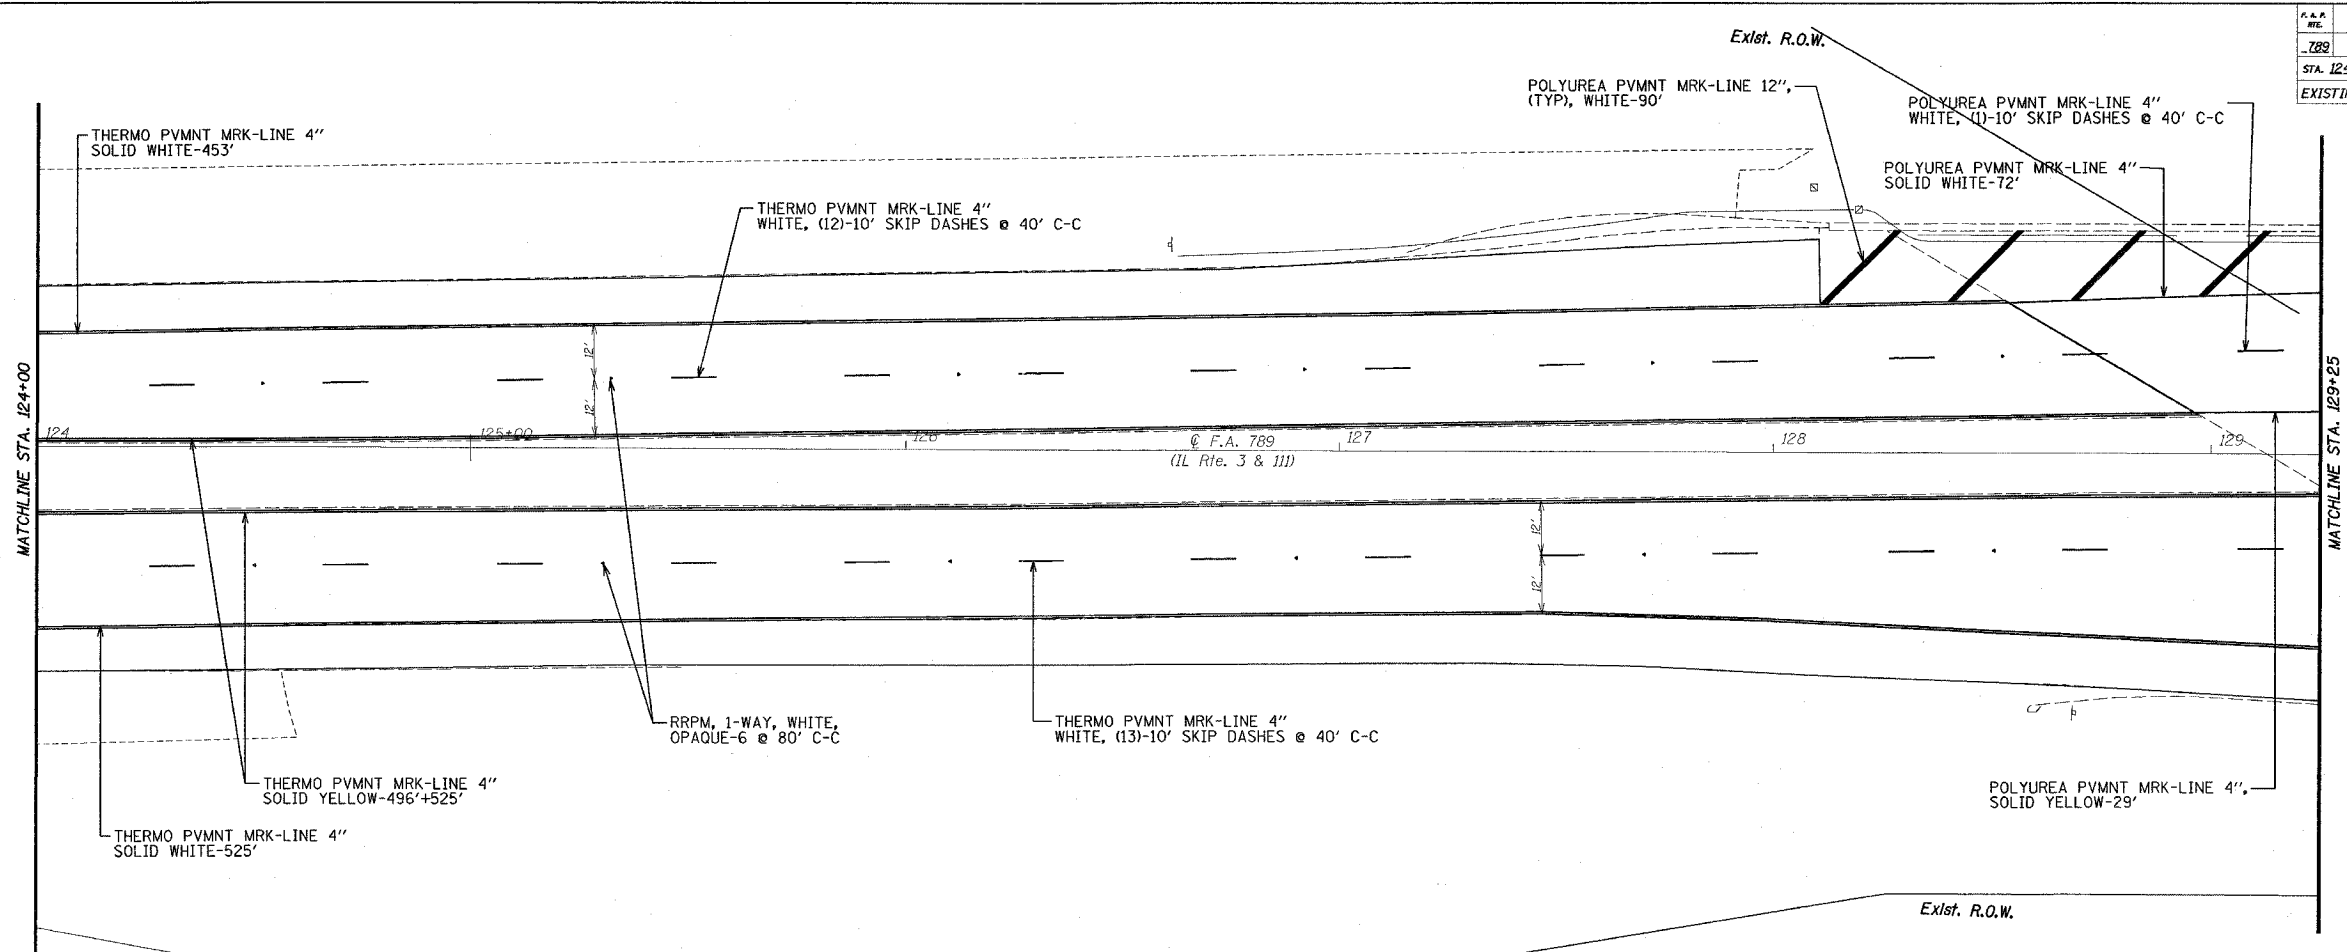 F. A. P.
RTE.
789
STA. 124
Exist. R.O.W.
POLYUREA PVMNT MRK-LINE 12",
(TYP), WHITE-90'
POLYUREA PVMNT MRK-LINE 4"
WHITE, (1)-10' SKIP DASHES @ 40' C-C
THERMO PVMNT MRK-LINE 4"
SOLID WHITE-453'
POLYUREA PVMNT MRK-LINE 4"
SOLID WHITE-72'
THERMO PVMNT MRK-LINE 4"
WHITE, (12)-10' SKIP DASHES @ 40' C-C
12'
12'
MATCHLINE STA. 124+00
MATCHLINE STA. 129+25
124
125+00
126
℄ F.A. 789
(IL Rte. 3 & 111)
127
128
129
12'
12'
RRPM, 1-WAY, WHITE,
OPAQUE-6 @ 80' C-C
THERMO PVMNT MRK-LINE 4"
WHITE, (13)-10' SKIP DASHES @ 40' C-C
THERMO PVMNT MRK-LINE 4"
SOLID YELLOW-496'+525'
POLYUREA PVMNT MRK-LINE 4",
SOLID YELLOW-29'
THERMO PVMNT MRK-LINE 4"
SOLID WHITE-525'
Exist. R.O.W.